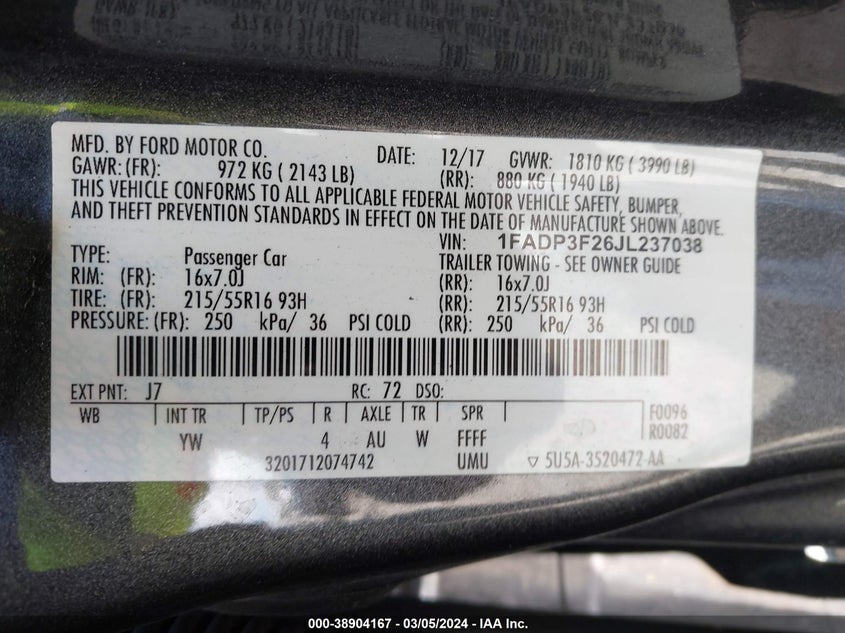 MFD. BY FORD MOTOR CO. DATE: 12/17 GVWR: 1810 KG ( 3990 LB)
GAWR: (FR): 972 KG ( 2143 LB) (RR): 880 KG ( 1940 LB)
THIS VEHICLE CONFORMS TO ALL APPLICABLE FEDERAL MOTOR VEHICLE SAFETY, BUMPER,
AND THEFT PREVENTION STANDARDS IN EFFECT ON THE DATE OF MANUFACTURE SHOWN ABOVE.
VIN: 1FADP3F26JL237038
TYPE: Passenger Car TRAILER TOWING - SEE OWNER GUIDE
RIM: (FR): 16x7.0J (RR): 16x7.0J
TIRE: (FR): 215/55R16 93H (RR): 215/55R16 93H
PRESSURE: (FR): 250 kPa/ 36 PSI COLD (RR): 250 kPa/ 36 PSI COLD
EXT PNT: J7 RC: 72 DSO:
WB INT TR TP/PS R AXLE TR SPR F0096
R0082
YW 4 AU W FFFF
3201712074742 UMU ▽ 5U5A-3520472-AA
000-38904167 - 03/05/2024 - IAA Inc.